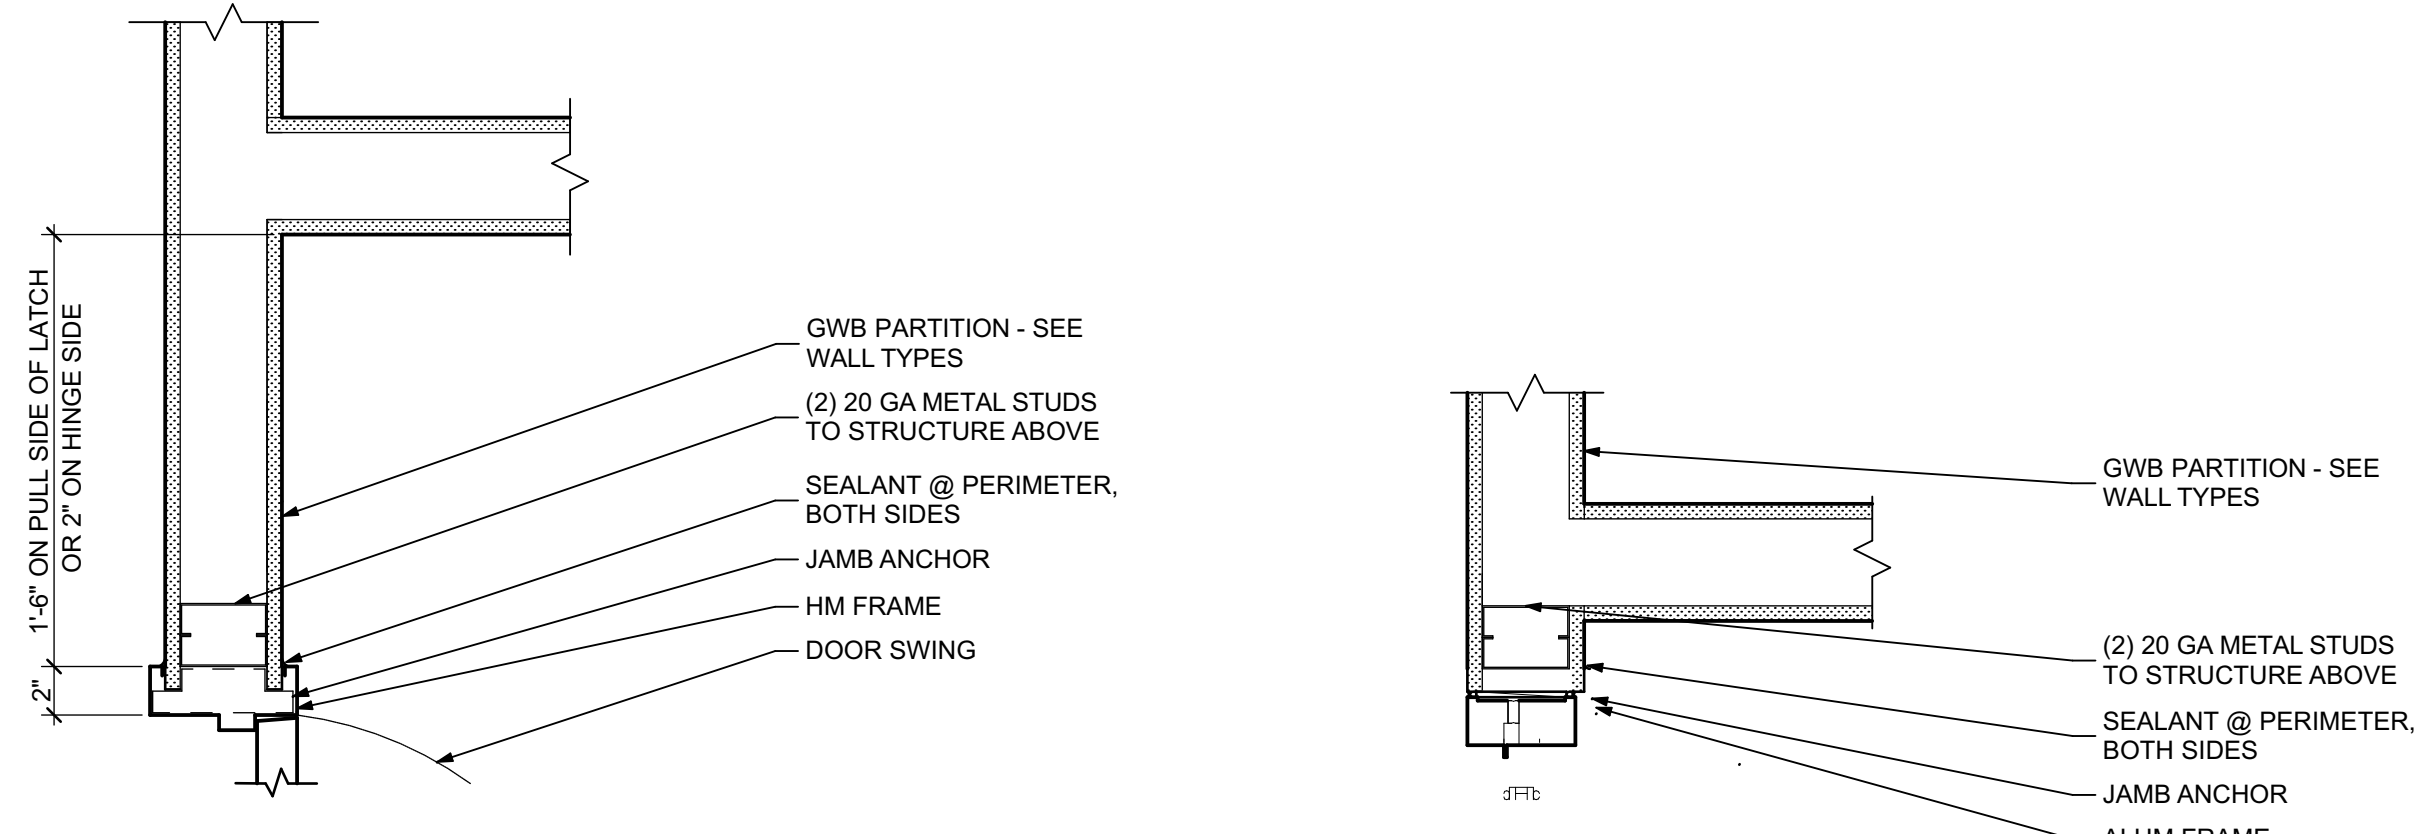 1'-6" ON PULL SIDE OF LATCH
OR 2" ON HINGE SIDE
2"
GWB PARTITION - SEE
WALL TYPES
(2) 20 GA METAL STUDS
TO STRUCTURE ABOVE
SEALANT @ PERIMETER,
BOTH SIDES
JAMB ANCHOR
HM FRAME
DOOR SWING
GWB PARTITION - SEE
WALL TYPES
(2) 20 GA METAL STUDS
TO STRUCTURE ABOVE
SEALANT @ PERIMETER,
BOTH SIDES
JAMB ANCHOR
ALUM FRAME